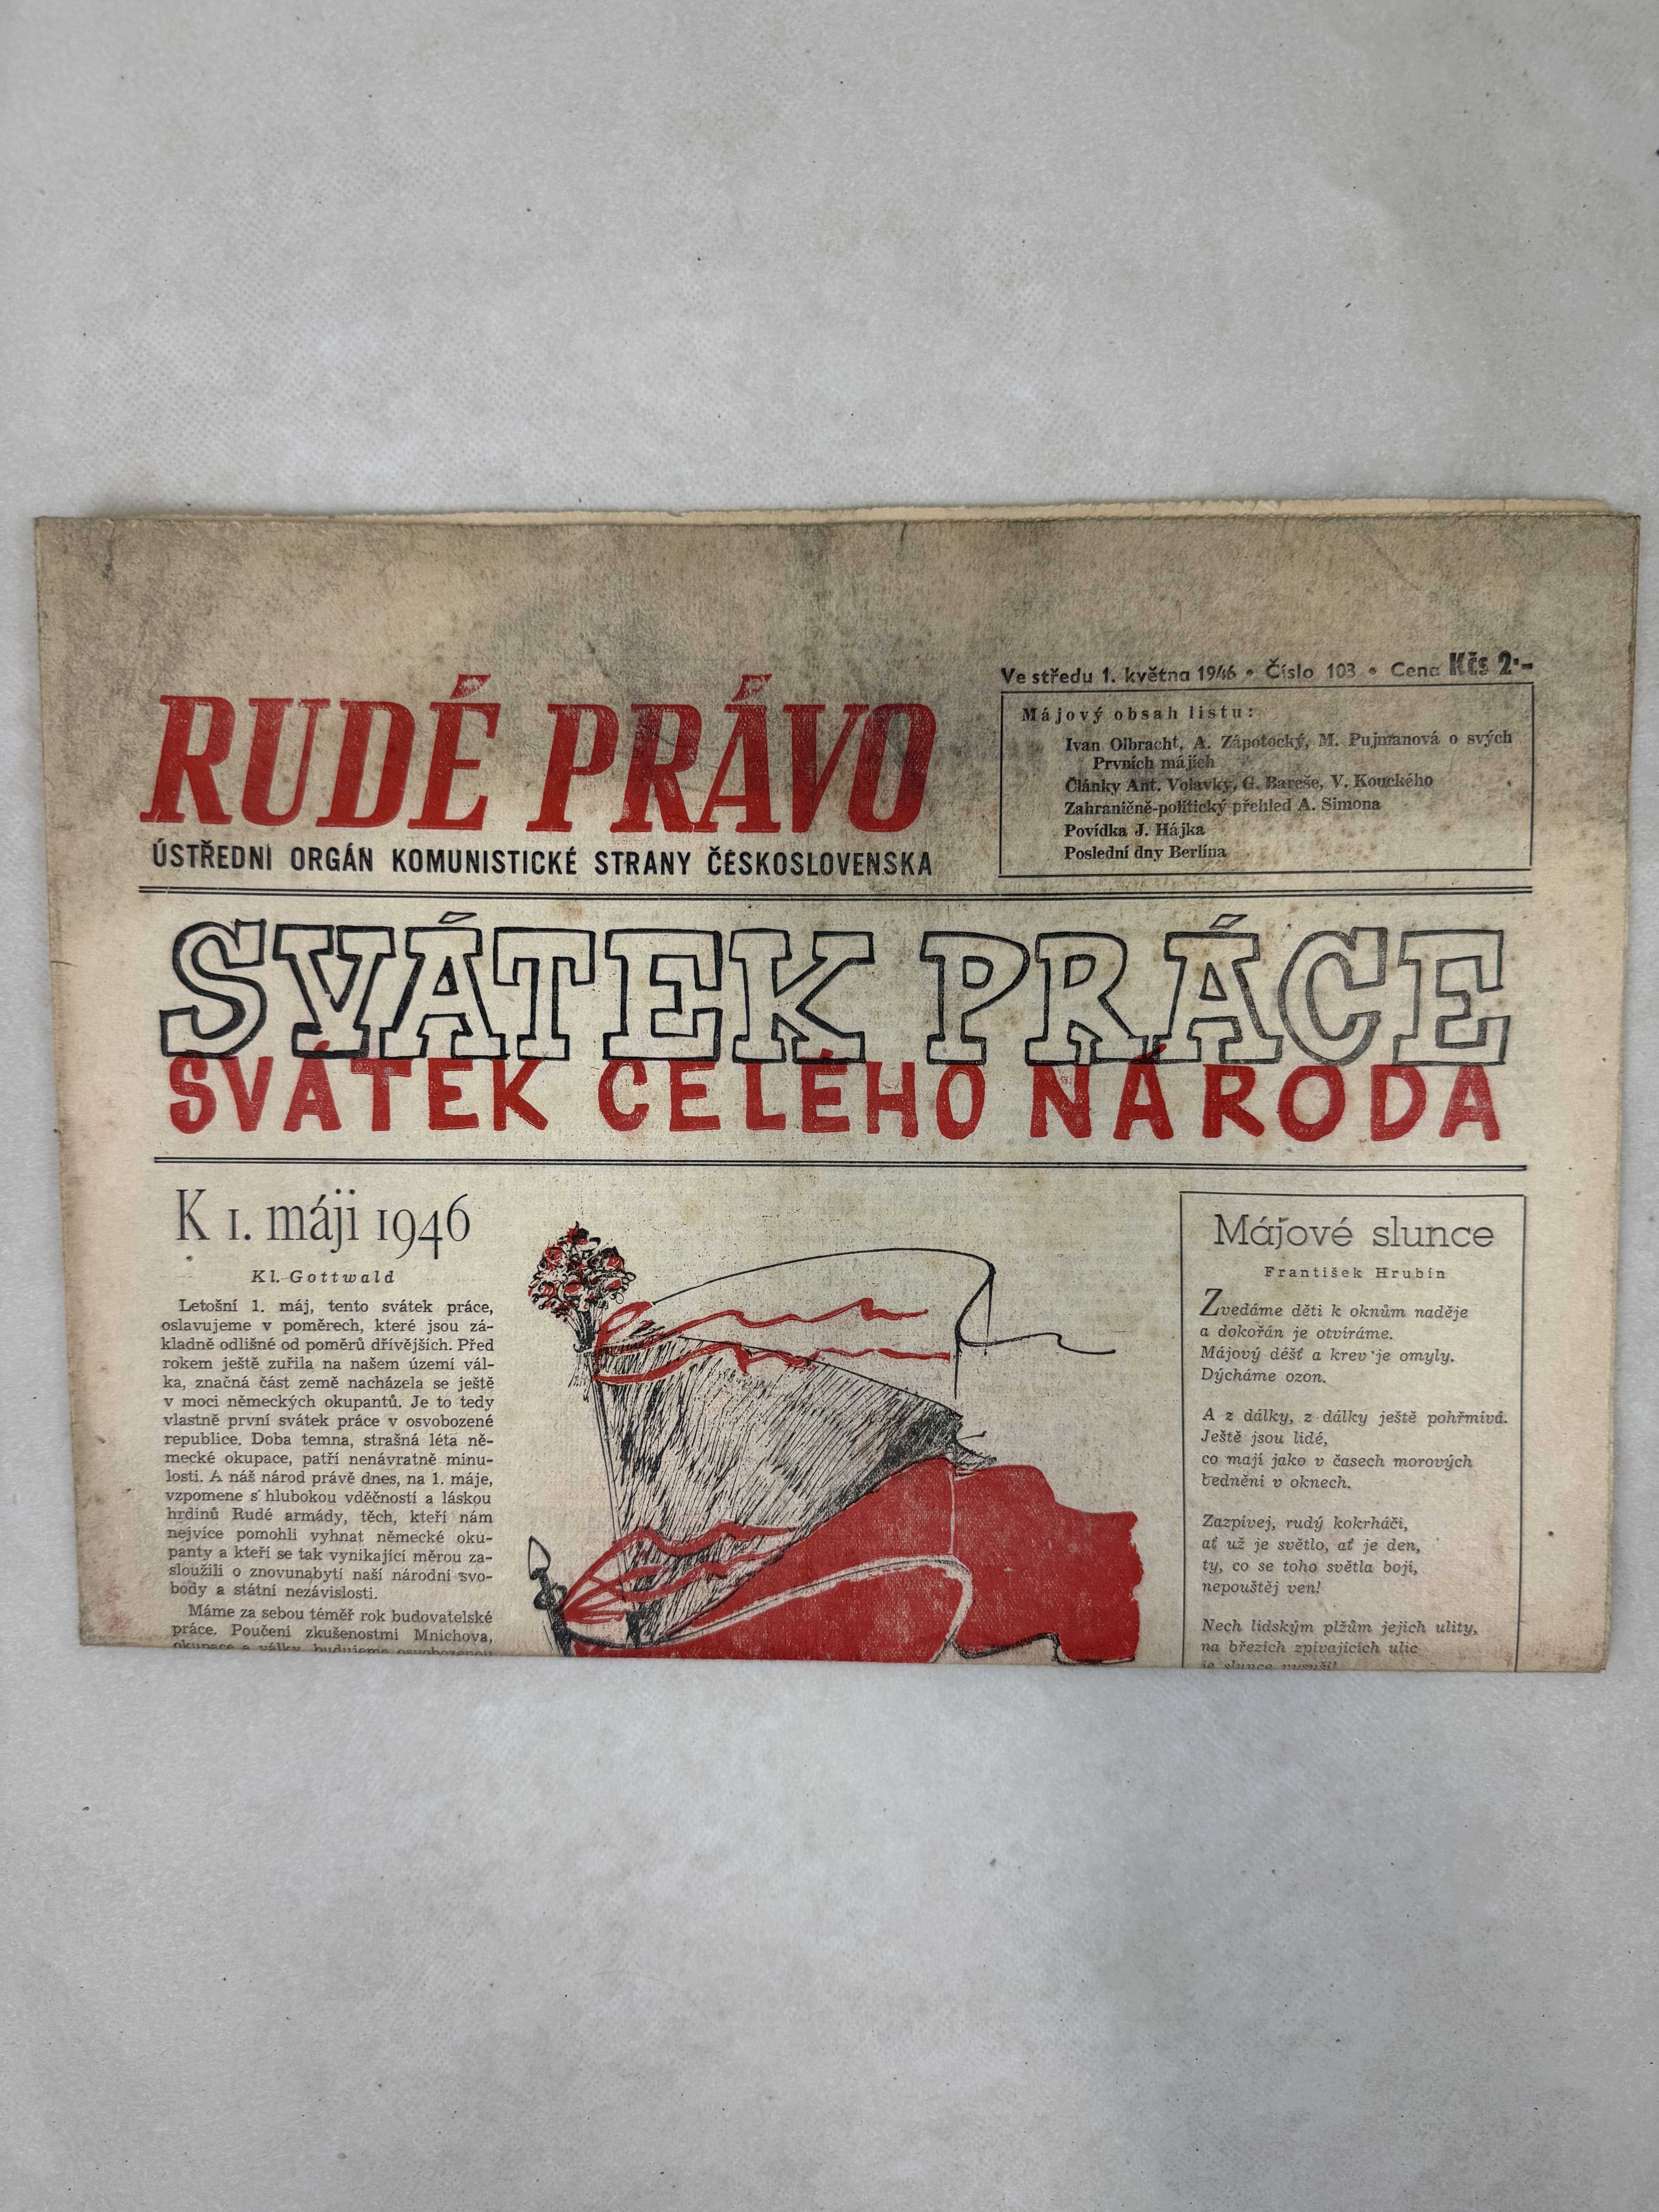 RUDÉ PRÁVO
ÚSTŘEDNÍ ORGÁN KOMUNISTICKÉ STRANY ČESKOSLOVENSKA
Ve středu 1. května 1946 • Číslo 103 • Cena Kčs 2·–
Májový obsah listu:
Ivan Olbracht, A. Zápotocký, M. Pujmanová o svých
Prvních májích
Články Ant. Volavky, G. Bareše, V. Kouckého
Zahraničně-politický přehled A. Simona
Povídka J. Hájka
Poslední dny Berlína
SVÁTEK PRÁCE
SVÁTEK CELÉHO NÁRODA
K 1. máji 1946
Kl. Gottwald
Letošní 1. máj, tento svátek práce,
oslavujeme v poměrech, které jsou zá-
kladně odlišné od poměrů dřívějších. Před
rokem ještě zuřila na našem území vál-
ka, značná část země nacházela se ještě
v moci německých okupantů. Je to tedy
vlastně první svátek práce v osvobozené
republice. Doba temna, strašná léta ně-
mecké okupace, patří nenávratně minu-
losti. A náš národ právě dnes, na 1. máje,
vzpomene s hlubokou vděčností a láskou
hrdinů Rudé armády, těch, kteří nám
nejvíce pomohli vyhnat německé oku-
panty a kteří se tak vynikající měrou za-
sloužili o znovunabytí naší národní svo-
body a státní nezávislosti.
Máme za sebou téměř rok budovatelské
práce. Poučeni zkušenostmi Mnichova,
okupace a války, budujeme osvobozenou
Májové slunce
František Hrubín
Zvedáme děti k oknům naděje
a dokořán je otvíráme.
Májový déšť a krev je omyly.
Dýcháme ozon.
A z dálky, z dálky ještě pohřmívá.
Ještě jsou lidé,
co mají jako v časech morových
bednění v oknech.
Zazpívej, rudý kokrháči,
ať už je světlo, ať je den,
ty, co se toho světla bojí,
nepouštěj ven!
Nech lidským plžům jejich ulity,
na březích zpívajících ulic
je slunce vysuší!